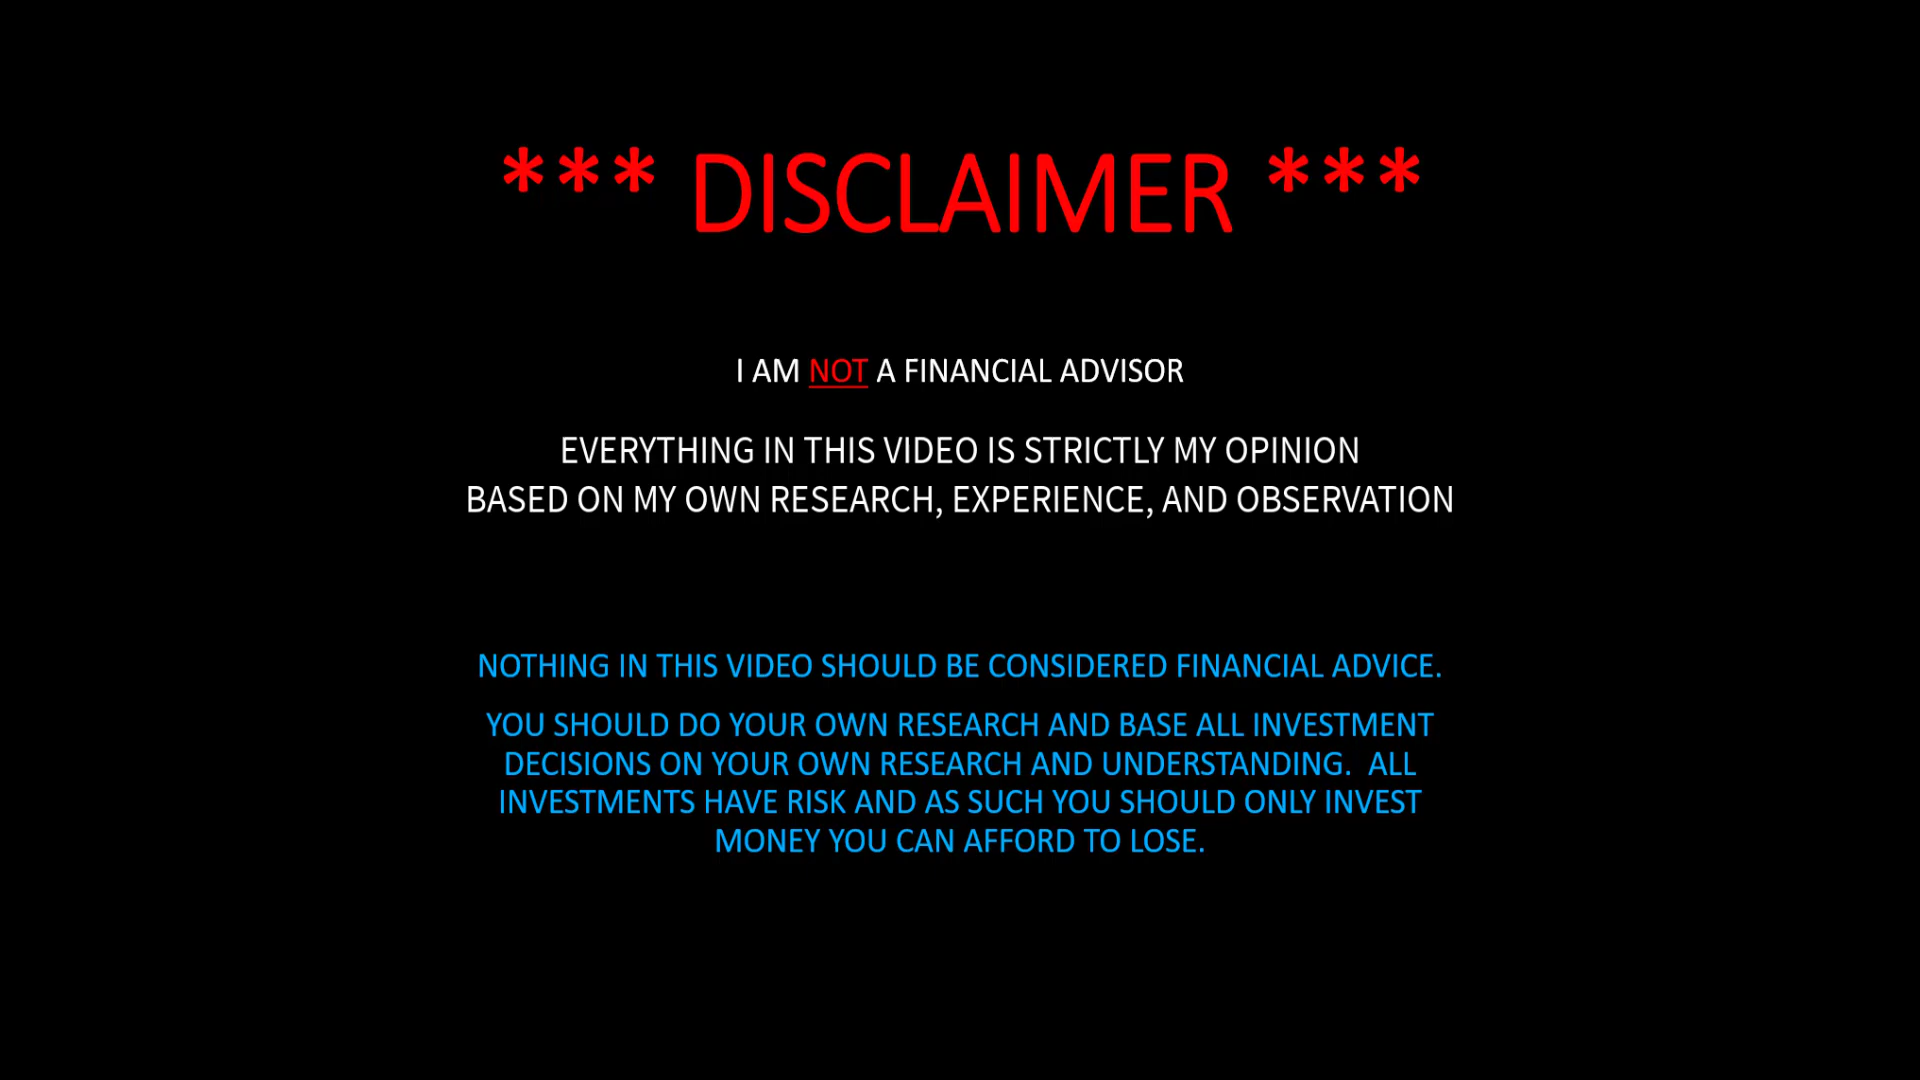 *** DISCLAIMER ***
I AM NOT A FINANCIAL ADVISOR
EVERYTHING IN THIS VIDEO IS STRICTLY MY OPINION
BASED ON MY OWN RESEARCH, EXPERIENCE, AND OBSERVATION
NOTHING IN THIS VIDEO SHOULD BE CONSIDERED FINANCIAL ADVICE.
YOU SHOULD DO YOUR OWN RESEARCH AND BASE ALL INVESTMENT
DECISIONS ON YOUR OWN RESEARCH AND UNDERSTANDING.  ALL
INVESTMENTS HAVE RISK AND AS SUCH YOU SHOULD ONLY INVEST
MONEY YOU CAN AFFORD TO LOSE.